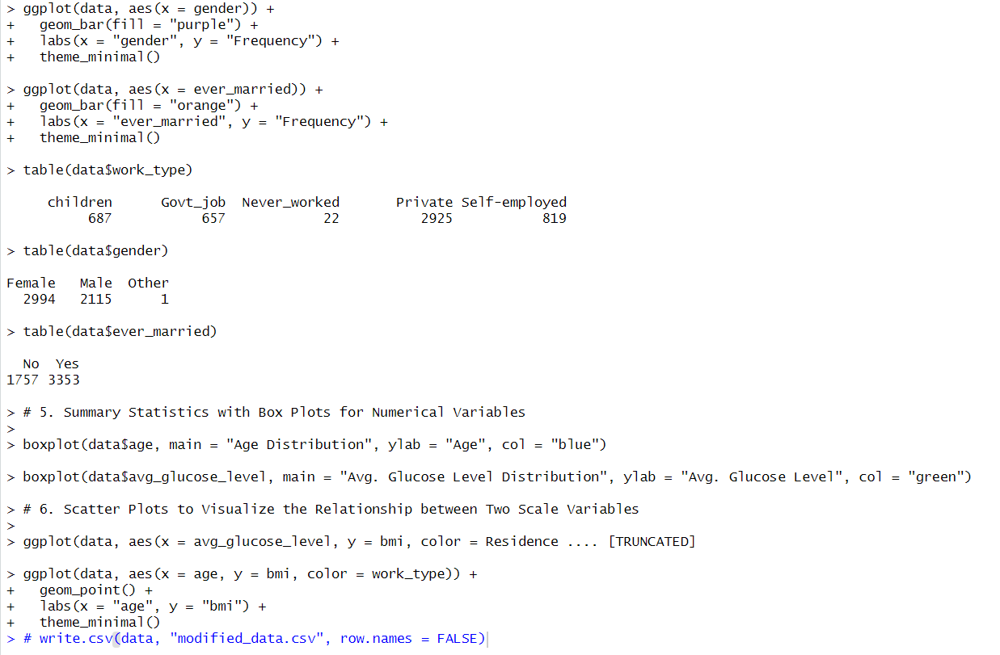 > ggplot(data, aes(x = gender)) +
+   geom_bar(fill = "purple") +
+   labs(x = "gender", y = "Frequency") +
+   theme_minimal()
> ggplot(data, aes(x = ever_married)) +
+   geom_bar(fill = "orange") +
+   labs(x = "ever_married", y = "Frequency") +
+   theme_minimal()
> table(data$work_type)
     children      Govt_job  Never_worked       Private Self-employed
          687           657            22          2925           819
> table(data$gender)
Female   Male  Other
  2994   2115      1
> table(data$ever_married)
  No  Yes
1757 3353
> # 5. Summary Statistics with Box Plots for Numerical Variables
>
> boxplot(data$age, main = "Age Distribution", ylab = "Age", col = "blue")
> boxplot(data$avg_glucose_level, main = "Avg. Glucose Level Distribution", ylab = "Avg. Glucose Level", col = "green")
> # 6. Scatter Plots to Visualize the Relationship between Two Scale Variables
>
> ggplot(data, aes(x = avg_glucose_level, y = bmi, color = Residence .... [TRUNCATED]
> ggplot(data, aes(x = age, y = bmi, color = work_type)) +
+   geom_point() +
+   labs(x = "age", y = "bmi") +
+   theme_minimal()
> # write.csv(data, "modified_data.csv", row.names = FALSE)